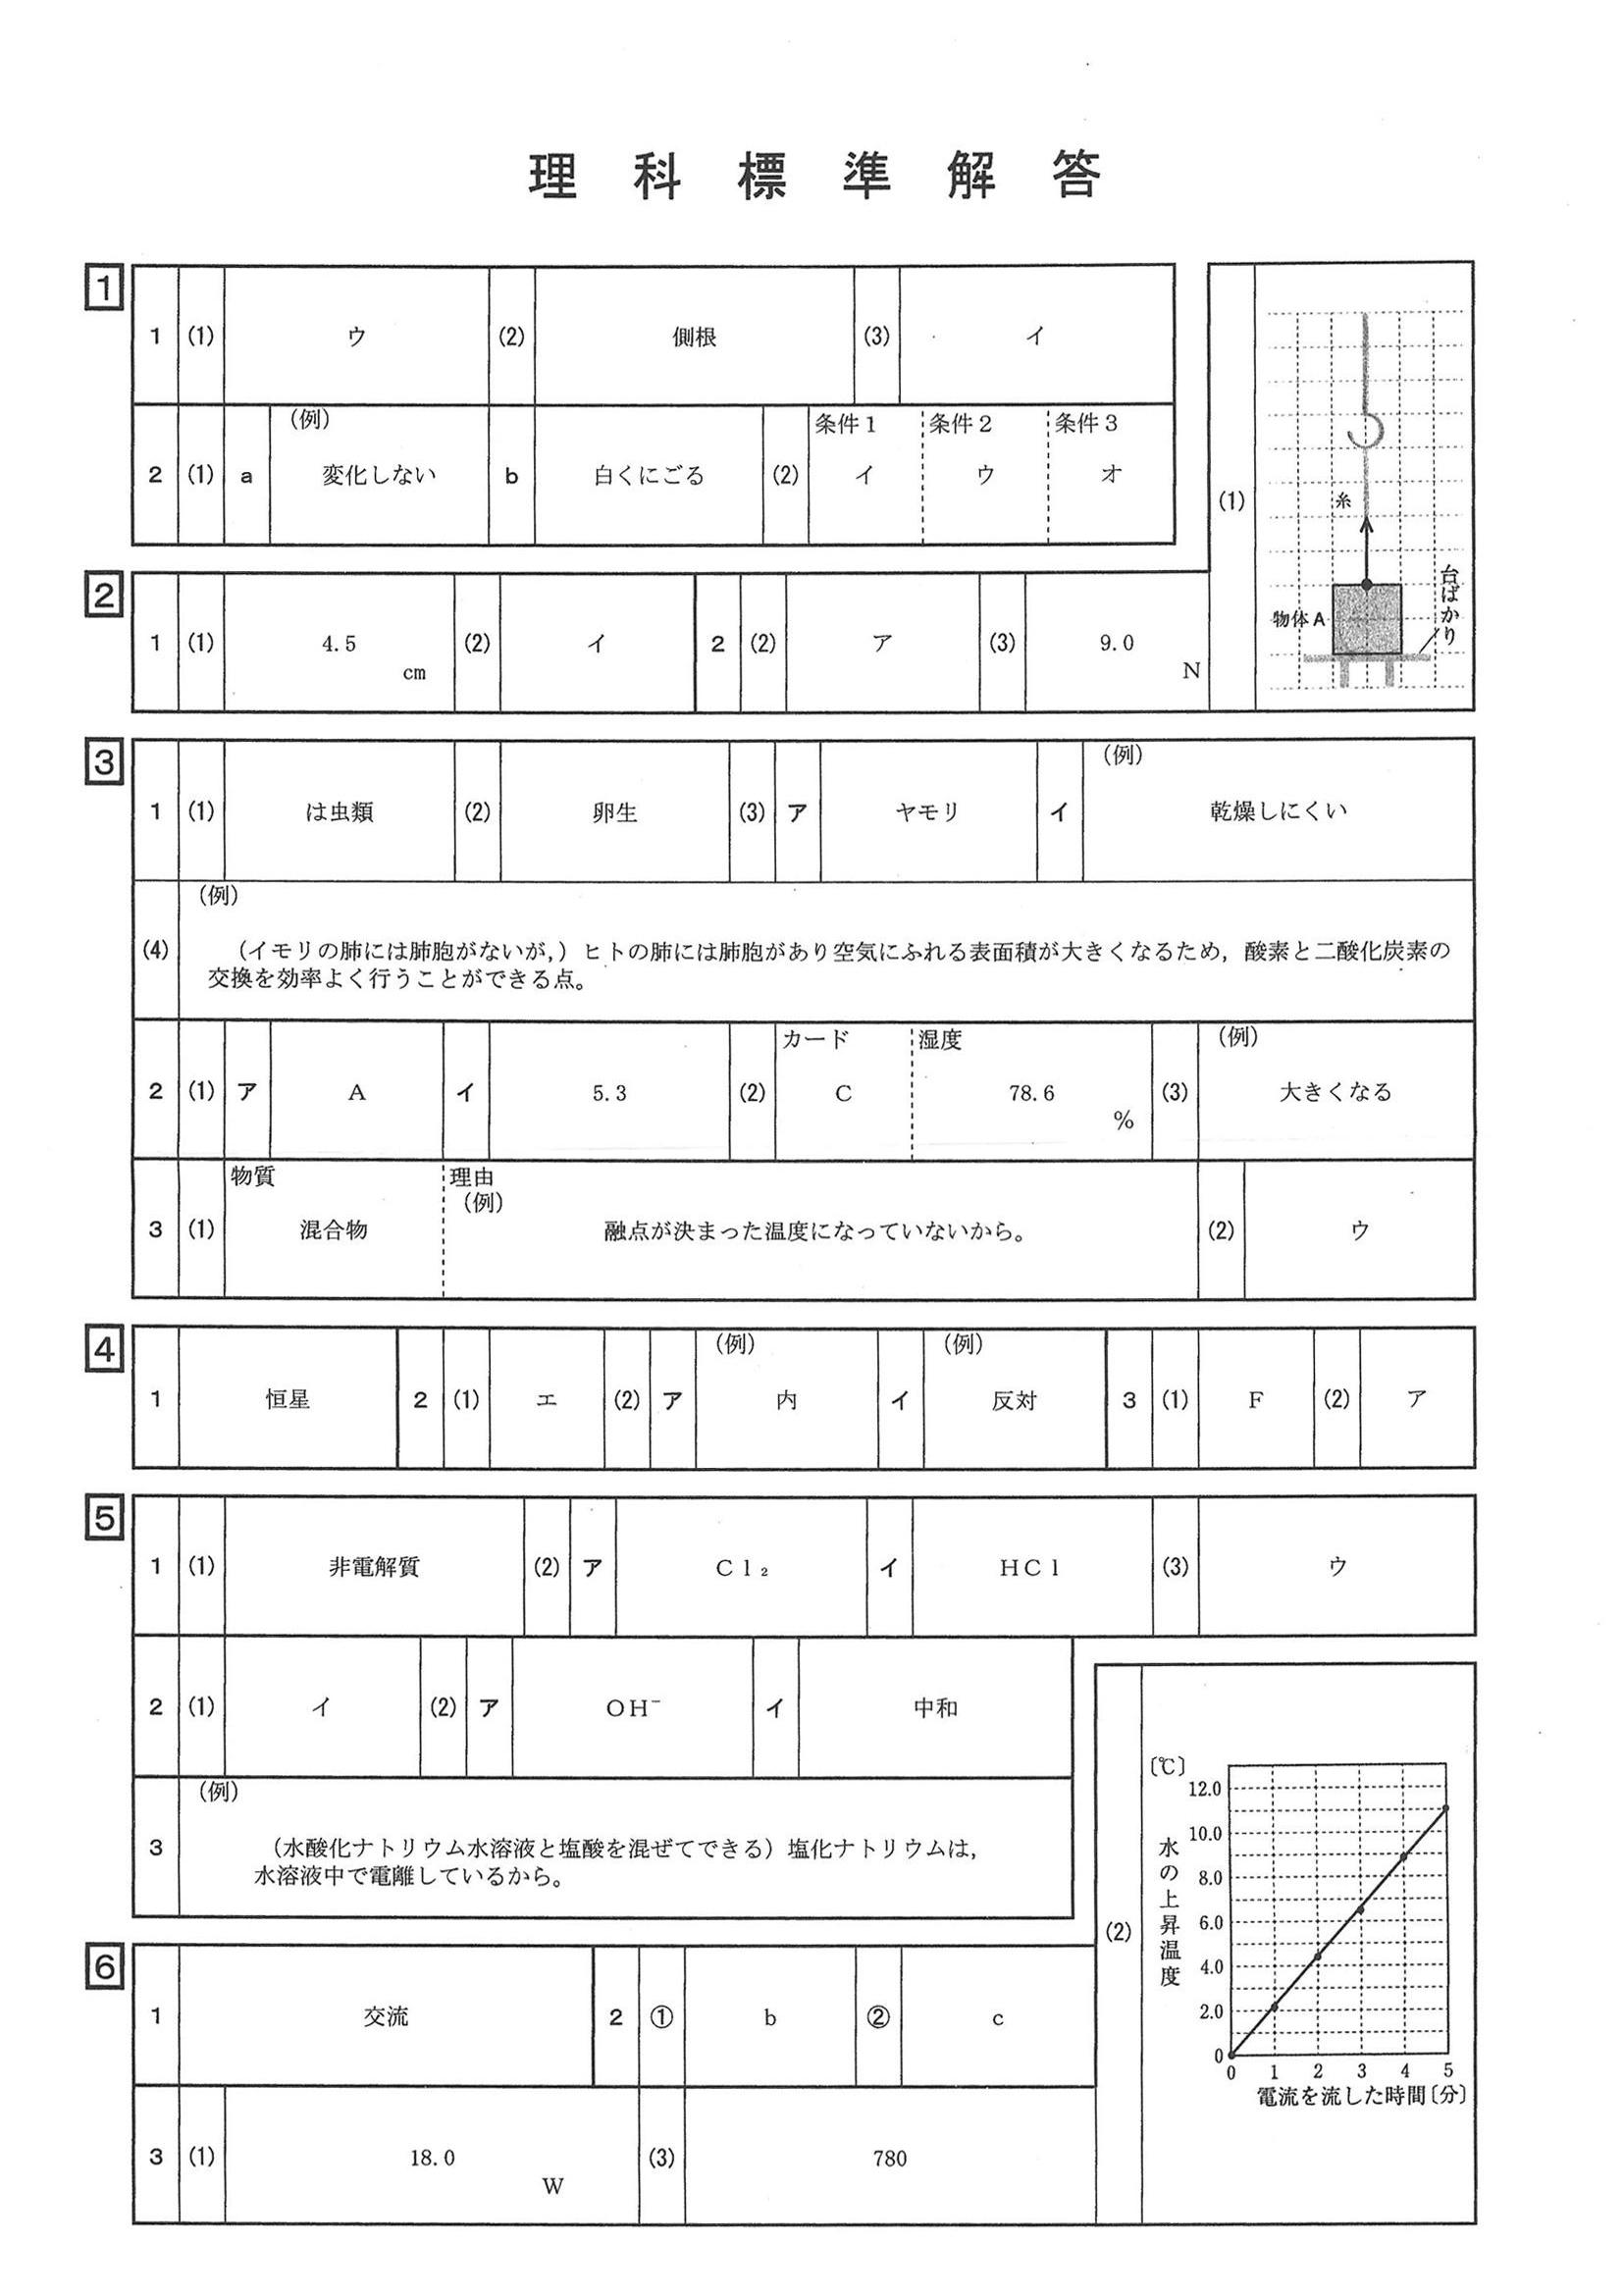 理科標準解答
1
1 (1) ウ (2) 側根 (3) イ
2 (1) a (例) 変化しない b 白くにごる (2) 条件1 イ 条件2 ウ 条件3 オ
2
1 (1) 4.5 cm (2) イ 2 (2) ア (3) 9.0 N
(1)
糸
物体A
台ばかり
3
1 (1) は虫類 (2) 卵生 (3) ア ヤモリ イ (例) 乾燥しにくい
(4) (例)
(イモリの肺には肺胞がないが,) ヒトの肺には肺胞があり空気にふれる表面積が大きくなるため,酸素と二酸化炭素の
交換を効率よく行うことができる点。
2 (1) ア A イ 5.3 (2) カード C 湿度 78.6 % (3) (例) 大きくなる
3 (1) 物質 混合物 理由 (例) 融点が決まった温度になっていないから。 (2) ウ
4
1 恒星 2 (1) エ (2) ア (例) 内 イ (例) 反対 3 (1) F (2) ア
5
1 (1) 非電解質 (2) ア Cl₂ イ HCl (3) ウ
2 (1) イ (2) ア OH⁻ イ 中和
3 (例)
(水酸化ナトリウム水溶液と塩酸を混ぜてできる) 塩化ナトリウムは,
水溶液中で電離しているから。
6
1 交流 2 ① b ② c
3 (1) 18.0 W (3) 780
(2)
〔℃〕
12.0
10.0
8.0
6.0
4.0
2.0
0
水の上昇温度
0 1 2 3 4 5
電流を流した時間〔分〕